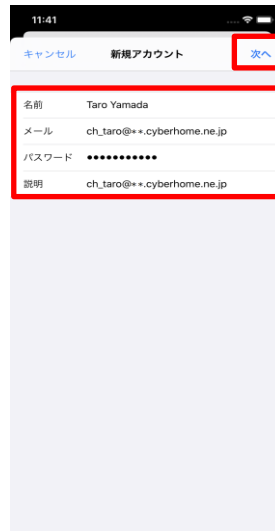 11:41
キャンセル 新規アカウント 次へ
名前 Taro Yamada
メール ch_taro@**.cyberhome.ne.jp
パスワード ●●●●●●●●●●●
説明 ch_taro@**.cyberhome.ne.jp